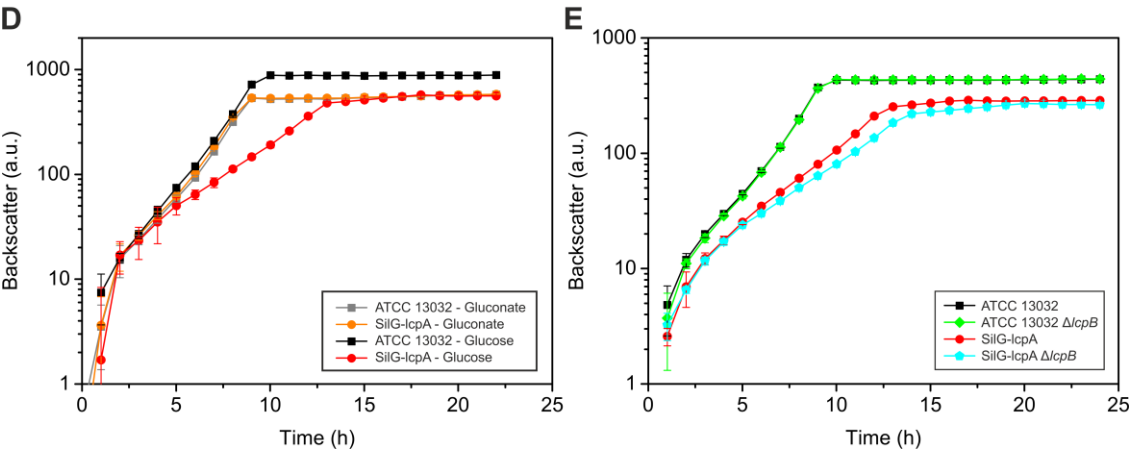 D
Backscatter (a.u.)
1000
100
10
1
0
5
10
15
20
25
Time (h)
ATCC 13032 - Gluconate
SilG-lcpA - Gluconate
ATCC 13032 - Glucose
SilG-lcpA - Glucose
E
Backscatter (a.u.)
1000
100
10
1
0
5
10
15
20
25
Time (h)
ATCC 13032
ATCC 13032 ΔlcpB
SilG-lcpA
SilG-lcpA ΔlcpB